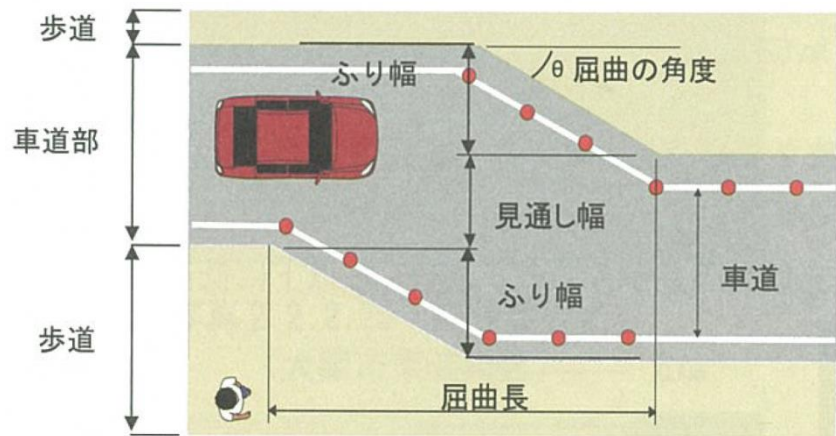 歩道
ふり幅
θ 屈曲の角度
車道部
見通し幅
車道
ふり幅
歩道
屈曲長